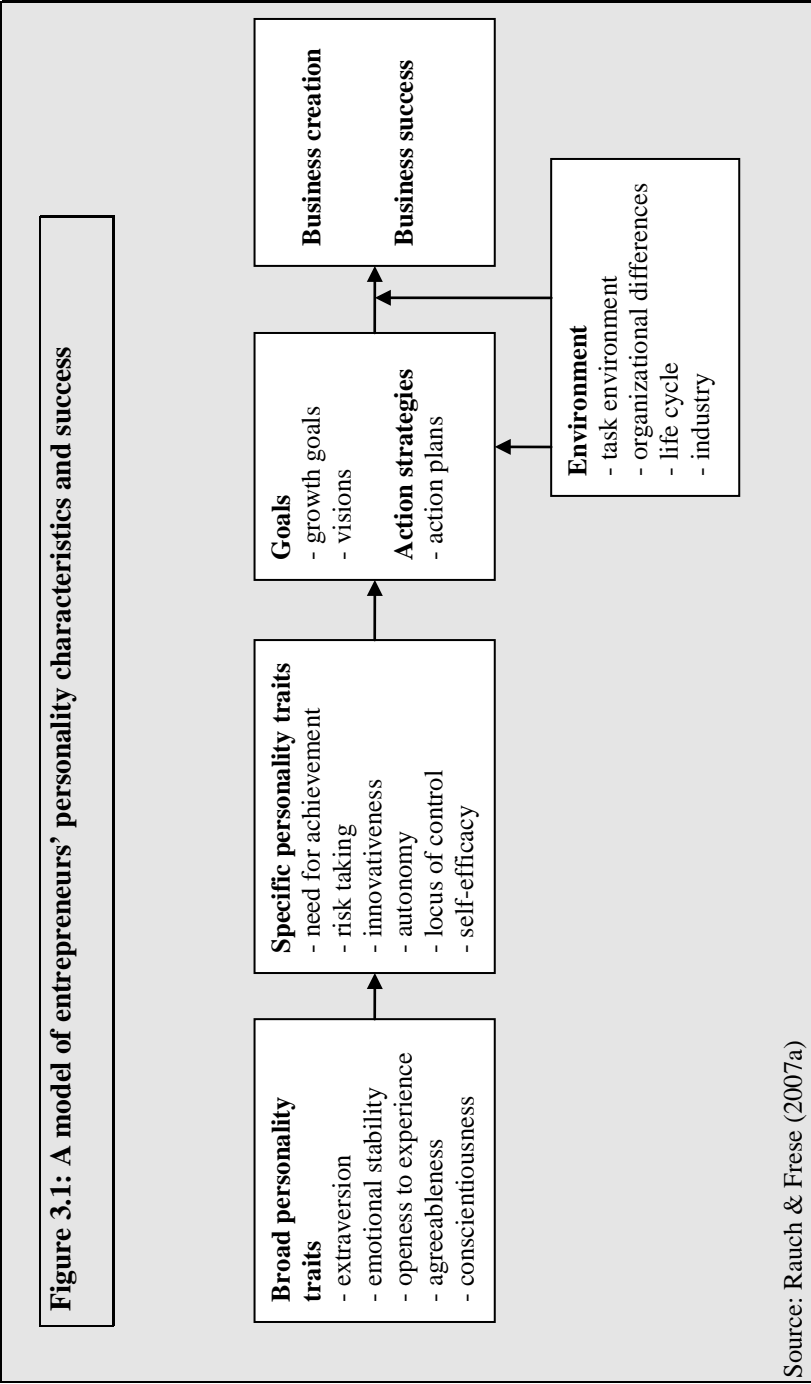 Figure 3.1: A model of entrepreneurs’ personality characteristics and success
Broad personality
traits
- extraversion
- emotional stability
- openess to experience
- agreeableness
- conscientiousness
Specific personality traits
- need for achievement
- risk taking
- innovativeness
- autonomy
- locus of control
- self-efficacy
Goals
- growth goals
- visions
Action strategies
- action plans
Business creation
Business success
Environment
- task environment
- organizational differences
- life cycle
- industry
Source: Rauch & Frese (2007a)